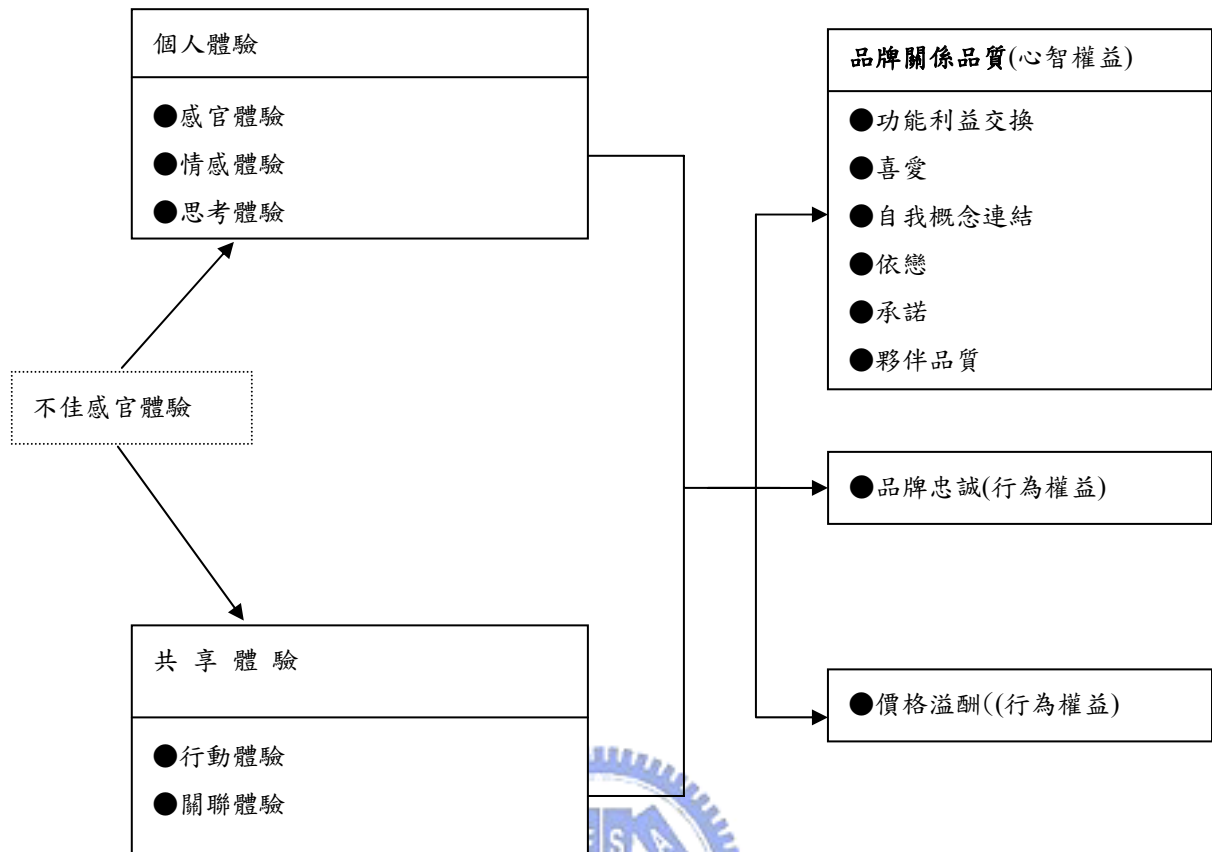 個人體驗
●感官體驗
●情感體驗
●思考體驗
不佳感官體驗
共 享 體 驗
●行動體驗
●關聯體驗
品牌關係品質(心智權益)
●功能利益交換
●喜愛
●自我概念連結
●依戀
●承諾
●夥伴品質
●品牌忠誠(行為權益)
●價格溢酬((行為權益)